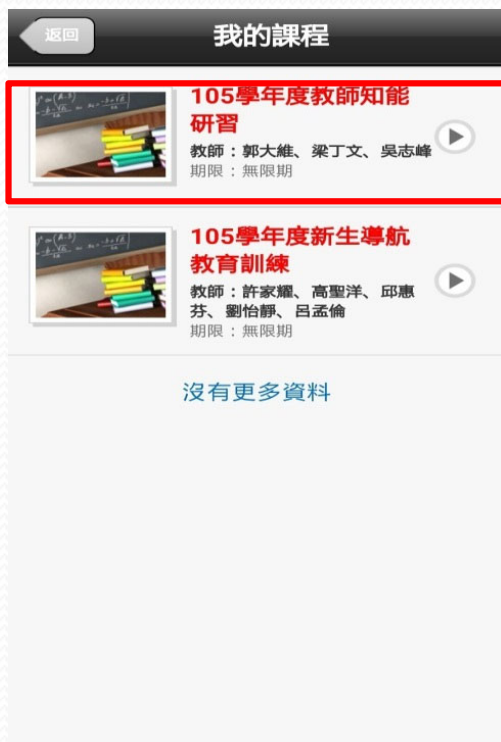 返回
我的課程
105學年度教師知能
研習
教師：郭大維、梁丁文、吳志峰
期限：無限期
105學年度新生導航
教育訓練
教師：許家耀、高聖洋、邱惠
芬、劉怡靜、呂孟倫
期限：無限期
沒有更多資料